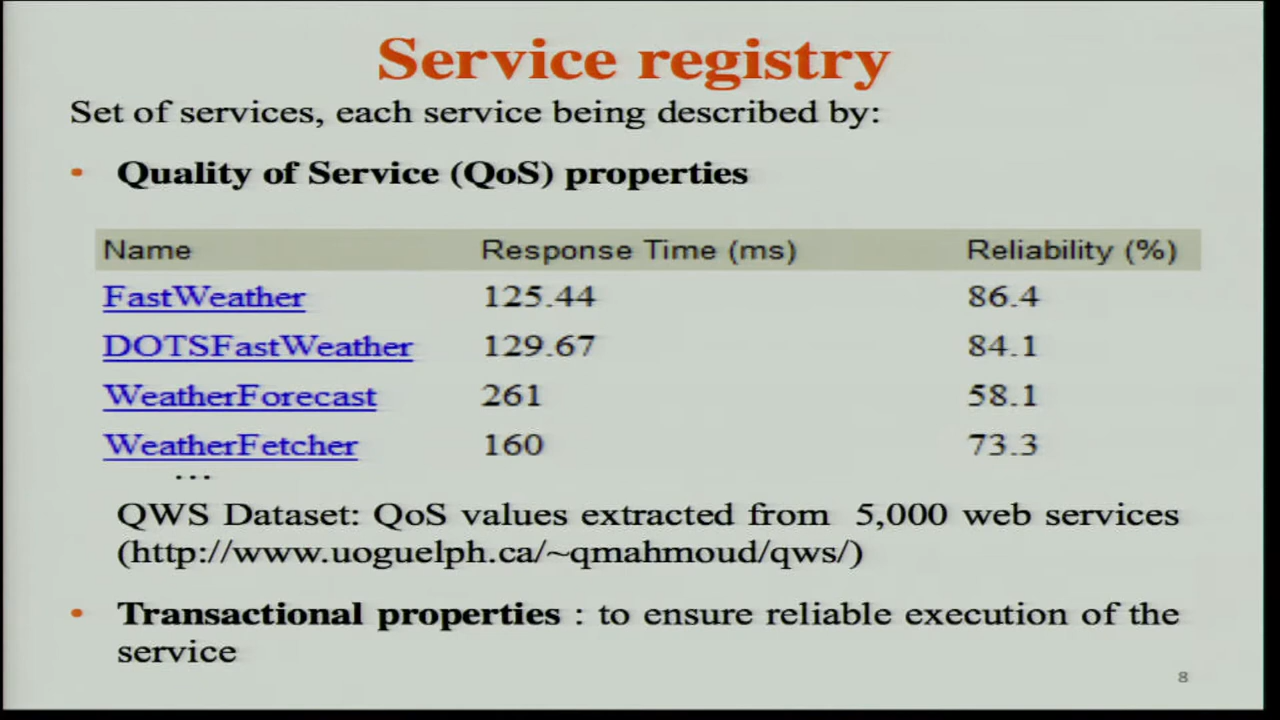 Service registry
Set of services, each service being described by:
• Quality of Service (QoS) properties
Name Response Time (ms) Reliability (%)
FastWeather 125.44 86.4
DOTSFastWeather 129.67 84.1
WeatherForecast 261 58.1
WeatherFetcher 160 73.3
...
QWS Dataset: QoS values extracted from 5,000 web services
(http://www.uoguelph.ca/~qmahmoud/qws/)
• Transactional properties : to ensure reliable execution of the
service
8